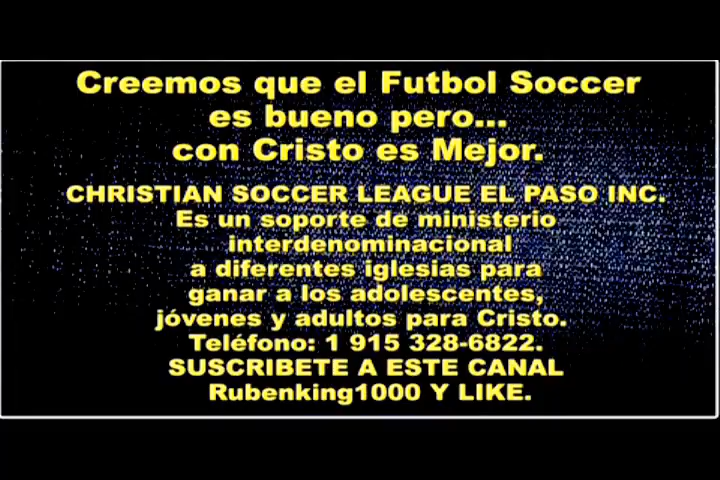 Creemos que el Futbol Soccer
es bueno pero...
con Cristo es Mejor.
CHRISTIAN SOCCER LEAGUE EL PASO INC.
Es un soporte de ministerio
interdenominacional
a diferentes iglesias para
ganar a los adolescentes,
jóvenes y adultos para Cristo.
Teléfono: 1 915 328-6822.
SUSCRIBETE A ESTE CANAL
Rubenking1000 Y LIKE.